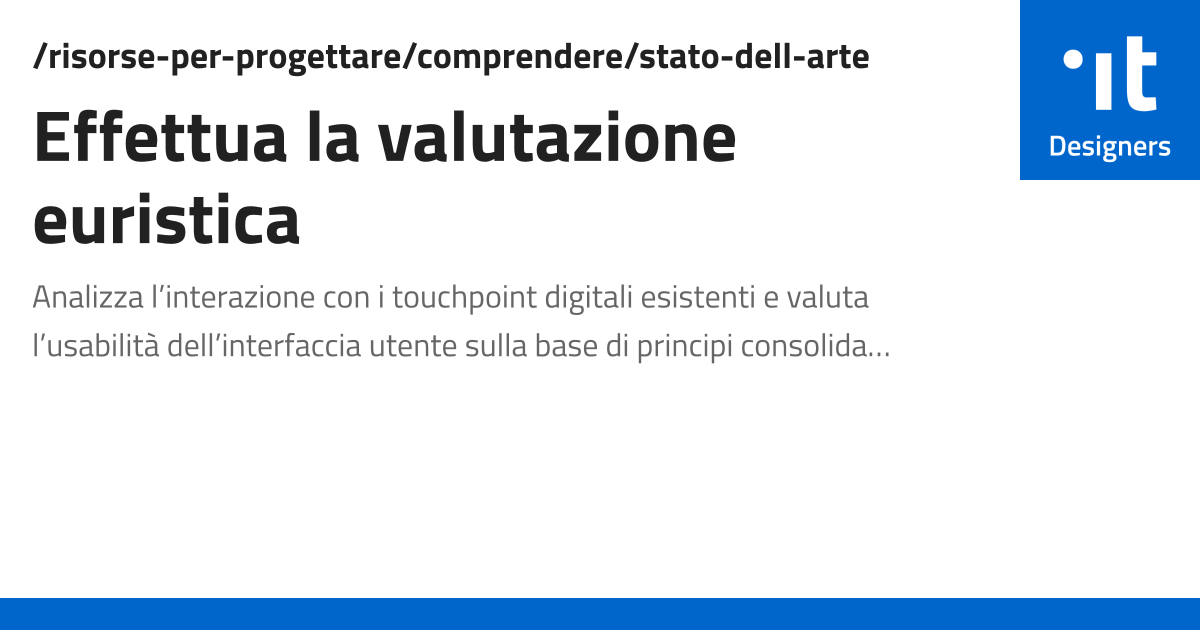 /risorse-per-progettare/comprendere/stato-dell-arte
Effettua la valutazione
euristica
Analizza l’interazione con i touchpoint digitali esistenti e valuta
l’usabilità dell’interfaccia utente sulla base di principi consolida…
.it
Designers